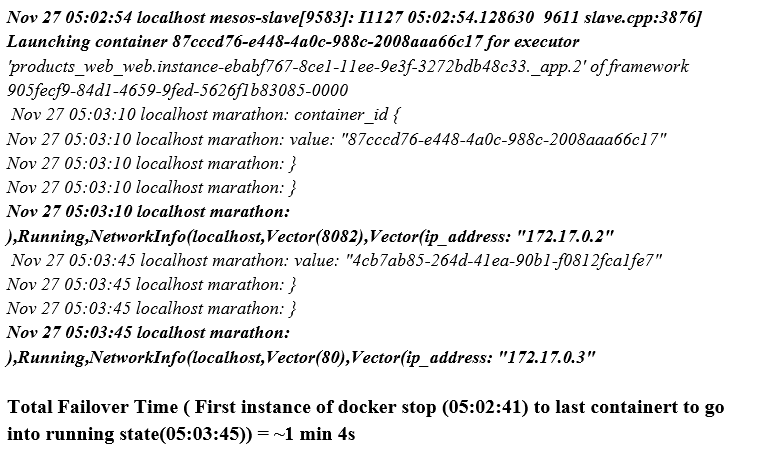 Nov 27 05:02:54 localhost mesos-slave[9583]: I1127 05:02:54.128630  9611 slave.cpp:3876]
Launching container 87cccd76-e448-4a0c-988c-2008aaa66c17 for executor
'products_web_web.instance-ebabf767-8ce1-11ee-9e3f-3272bdb48c33._app.2' of framework
905fecf9-84d1-4659-9fed-5626f1b83085-0000
Nov 27 05:03:10 localhost marathon: container_id {
Nov 27 05:03:10 localhost marathon: value: "87cccd76-e448-4a0c-988c-2008aaa66c17"
Nov 27 05:03:10 localhost marathon: }
Nov 27 05:03:10 localhost marathon: }
Nov 27 05:03:10 localhost marathon:
),Running,NetworkInfo(localhost,Vector(8082),Vector(ip_address: "172.17.0.2"
Nov 27 05:03:45 localhost marathon: value: "4cb7ab85-264d-41ea-90b1-f0812fca1fe7"
Nov 27 05:03:45 localhost marathon: }
Nov 27 05:03:45 localhost marathon: }
Nov 27 05:03:45 localhost marathon:
),Running,NetworkInfo(localhost,Vector(80),Vector(ip_address: "172.17.0.3"
Total Failover Time ( First instance of docker stop (05:02:41) to last containert to go
into running state(05:03:45)) = ~1 min 4s